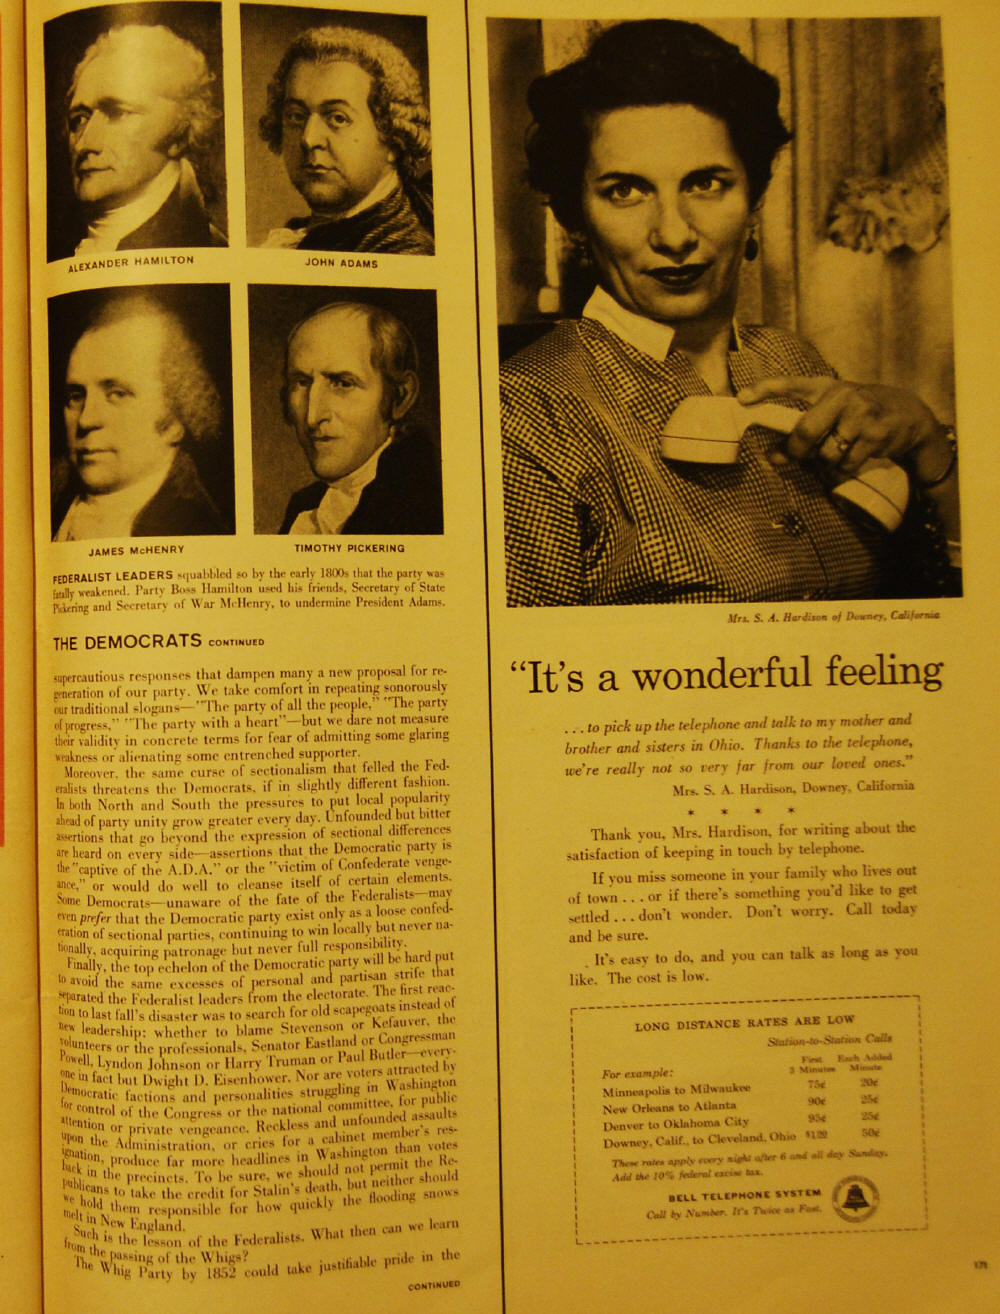 ALEXANDER HAMILTON
JOHN ADAMS
JAMES McHENRY
TIMOTHY PICKERING
FEDERALIST LEADERS squabbled so by the early 1800s that the party was
fatally weakened. Party Boss Hamilton used his friends, Secretary of State
Pickering and Secretary of War McHenry, to undermine President Adams.
THE DEMOCRATS CONTINUED
supercautious responses that dampen many a new proposal for re-
generation of our party. We take comfort in repeating sonorously
our traditional slogans—"The party of all the people," "The party
of progress," "The party with a heart"—but we dare not measure
their validity in concrete terms for fear of admitting some glaring
weakness or alienating some entrenched supporter.
Moreover, the same curse of sectionalism that felled the Fed-
eralists threatens the Democrats, if in slightly different fashion.
In both North and South the pressures to put local popularity
ahead of party unity grow greater every day. Unfounded but bitter
assertions that go beyond the expression of sectional differences
are heard on every side—assertions that the Democratic party is
the "captive of the A.D.A." or the "victim of Confederate venge-
ance," or would do well to cleanse itself of certain elements.
Some Democrats—unaware of the fate of the Federalists—may
even prefer that the Democratic party exist only as a loose confed-
eration of sectional parties, continuing to win locally but never na-
tionally, acquiring patronage but never full responsibility.
Finally, the top echelon of the Democratic party will be hard put
to avoid the same excesses of personal and partisan strife that
separated the Federalist leaders from the electorate. The first reac-
tion to last fall's disaster was to search for old scapegoats instead of
new leadership: whether to blame Stevenson or Kefauver, the
volunteers or the professionals, Senator Eastland or Congressman
Powell, Lyndon Johnson or Harry Truman or Paul Butler—every-
one in fact but Dwight D. Eisenhower. Nor are voters attracted by
Democratic factions and personalities struggling in Washington
for control of the Congress or the national committee, for public
attention or private vengeance. Reckless and unfounded assaults
upon the Administration, or cries for a cabinet member's res-
ignation, produce far more headlines in Washington than votes
back in the precincts. To be sure, we should not permit the Re-
publicans to take the credit for Stalin's death, but neither should
we hold them responsible for how quickly the flooding snows
melt in New England.
Such is the lesson of the Federalists. What then can we learn
from the passing of the Whigs?
The Whig Party by 1852 could take justifiable pride in the
CONTINUED
Mrs. S. A. Hardison of Downey, California
"It's a wonderful feeling
...to pick up the telephone and talk to my mother and
brother and sisters in Ohio. Thanks to the telephone,
we're really not so very far from our loved ones."
Mrs. S. A. Hardison, Downey, California
* * * *
Thank you, Mrs. Hardison, for writing about the
satisfaction of keeping in touch by telephone.
If you miss someone in your family who lives out
of town...or if there's something you'd like to get
settled...don't wonder. Don't worry. Call today
and be sure.
It's easy to do, and you can talk as long as you
like. The cost is low.
LONG DISTANCE RATES ARE LOW
Station-to-Station Calls
First Each Added
For example: 3 Minutes Minute
Minneapolis to Milwaukee 75¢ 20¢
New Orleans to Atlanta 90¢ 25¢
Denver to Oklahoma City 95¢ 25¢
Downey, Calif., to Cleveland, Ohio 50¢
These rates apply every night after 6 and all day Sunday.
Add the 10% federal excise tax.
BELL TELEPHONE SYSTEM
Call by Number. It's Twice as Fast.